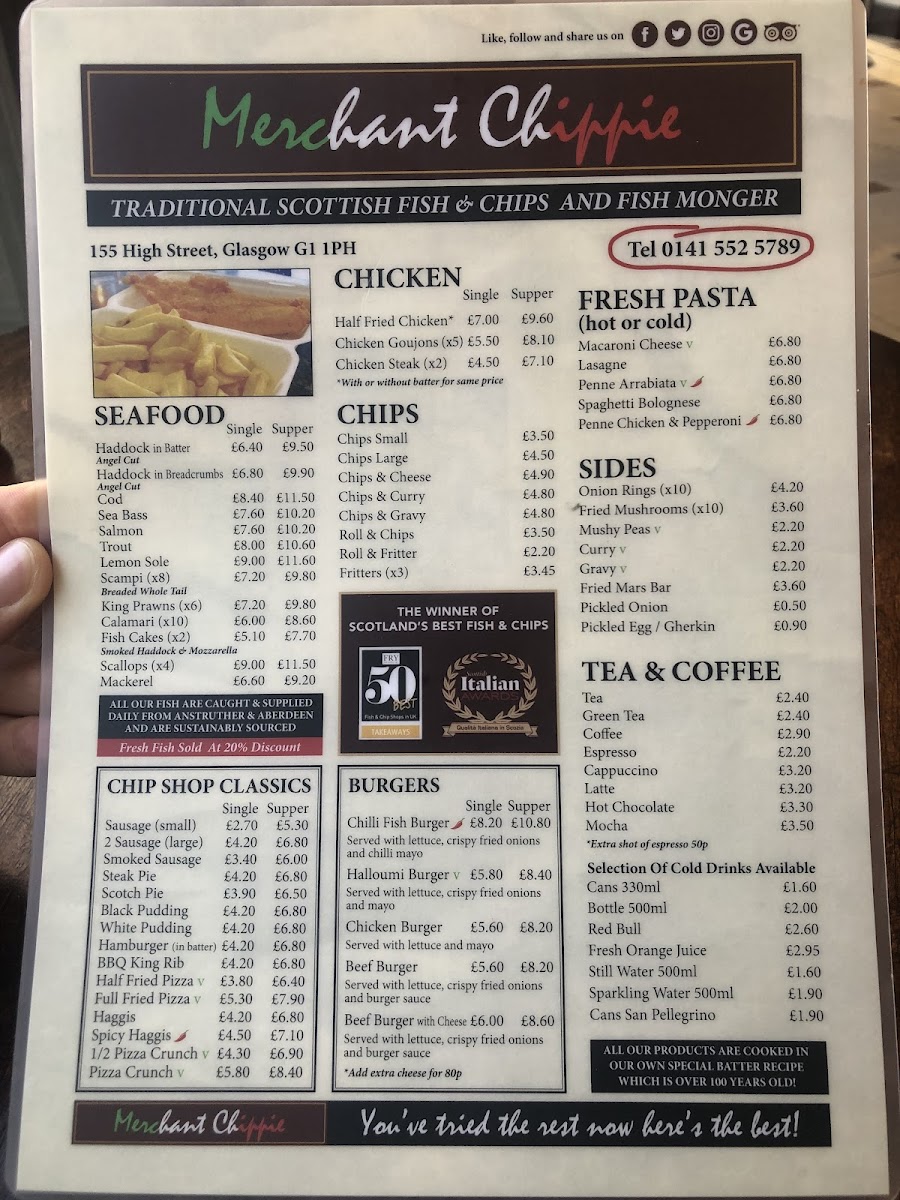 Like, follow and share us on
Merchant Chippie
TRADITIONAL SCOTTISH FISH & CHIPS AND FISH MONGER
155 High Street, Glasgow G1 1PH
Tel 0141 552 5789
SEAFOOD
Single Supper
Haddock in Batter £6.40 £9.50
Angel Cut
Haddock in Breadcrumbs £6.80 £9.90
Angel Cut
Cod £8.40 £11.50
Sea Bass £7.60 £10.20
Salmon £7.60 £10.20
Trout £8.00 £10.60
Lemon Sole £9.00 £11.60
Scampi (x8) £7.20 £9.80
Breaded Whole Tail
King Prawns (x6) £7.20 £9.80
Calamari (x10) £6.00 £8.60
Fish Cakes (x2) £5.10 £7.70
Smoked Haddock & Mozzarella
Scallops (x4) £9.00 £11.50
Mackerel £6.60 £9.20
ALL OUR FISH ARE CAUGHT & SUPPLIED
DAILY FROM ANSTRUTHER & ABERDEEN
AND ARE SUSTAINABLY SOURCED
Fresh Fish Sold At 20% Discount
CHIP SHOP CLASSICS
Single Supper
Sausage (small) £2.70 £5.30
2 Sausage (large) £4.20 £6.80
Smoked Sausage £3.40 £6.00
Steak Pie £4.20 £6.80
Scotch Pie £3.90 £6.50
Black Pudding £4.20 £6.80
White Pudding £4.20 £6.80
Hamburger (in batter) £4.20 £6.80
BBQ King Rib £4.20 £6.80
Half Fried Pizza v £3.80 £6.40
Full Fried Pizza v £5.30 £7.90
Haggis £4.20 £6.80
Spicy Haggis £4.50 £7.10
1/2 Pizza Crunch v £4.30 £6.90
Pizza Crunch v £5.80 £8.40
CHICKEN
Single Supper
Half Fried Chicken* £7.00 £9.60
Chicken Goujons (x5) £5.50 £8.10
Chicken Steak (x2) £4.50 £7.10
*With or without batter for same price
CHIPS
Chips Small £3.50
Chips Large £4.50
Chips & Cheese £4.90
Chips & Curry £4.80
Chips & Gravy £4.80
Roll & Chips £3.50
Roll & Fritter £2.20
Fritters (x3) £3.45
THE WINNER OF
SCOTLAND'S BEST FISH & CHIPS
FRY
50
BEST
Fish & Chip Shops in UK
TAKEAWAYS
Scottish
Italian
AWARDS
Qualita Italiana in Scozia
BURGERS
Single Supper
Chilli Fish Burger £8.20 £10.80
Served with lettuce, crispy fried onions
and chilli mayo
Halloumi Burger v £5.80 £8.40
Served with lettuce, crispy fried onions
and mayo
Chicken Burger £5.60 £8.20
Served with lettuce and mayo
Beef Burger £5.60 £8.20
Served with lettuce, crispy fried onions
and burger sauce
Beef Burger with Cheese £6.00 £8.60
Served with lettuce, crispy fried onions
and burger sauce
*Add extra cheese for 80p
FRESH PASTA
(hot or cold)
Macaroni Cheese v £6.80
Lasagne £6.80
Penne Arrabiata v £6.80
Spaghetti Bolognese £6.80
Penne Chicken & Pepperoni £6.80
SIDES
Onion Rings (x10) £4.20
Fried Mushrooms (x10) £3.60
Mushy Peas v £2.20
Curry v £2.20
Gravy v £2.20
Fried Mars Bar £3.60
Pickled Onion £0.50
Pickled Egg / Gherkin £0.90
TEA & COFFEE
Tea £2.40
Green Tea £2.40
Coffee £2.90
Espresso £2.20
Cappuccino £3.20
Latte £3.20
Hot Chocolate £3.30
Mocha £3.50
*Extra shot of espresso 50p
Selection Of Cold Drinks Available
Cans 330ml £1.60
Bottle 500ml £2.00
Red Bull £2.60
Fresh Orange Juice £2.95
Still Water 500ml £1.60
Sparkling Water 500ml £1.90
Cans San Pellegrino £1.90
ALL OUR PRODUCTS ARE COOKED IN
OUR OWN SPECIAL BATTER RECIPE
WHICH IS OVER 100 YEARS OLD!
Merchant Chippie
You've tried the rest now here's the best!